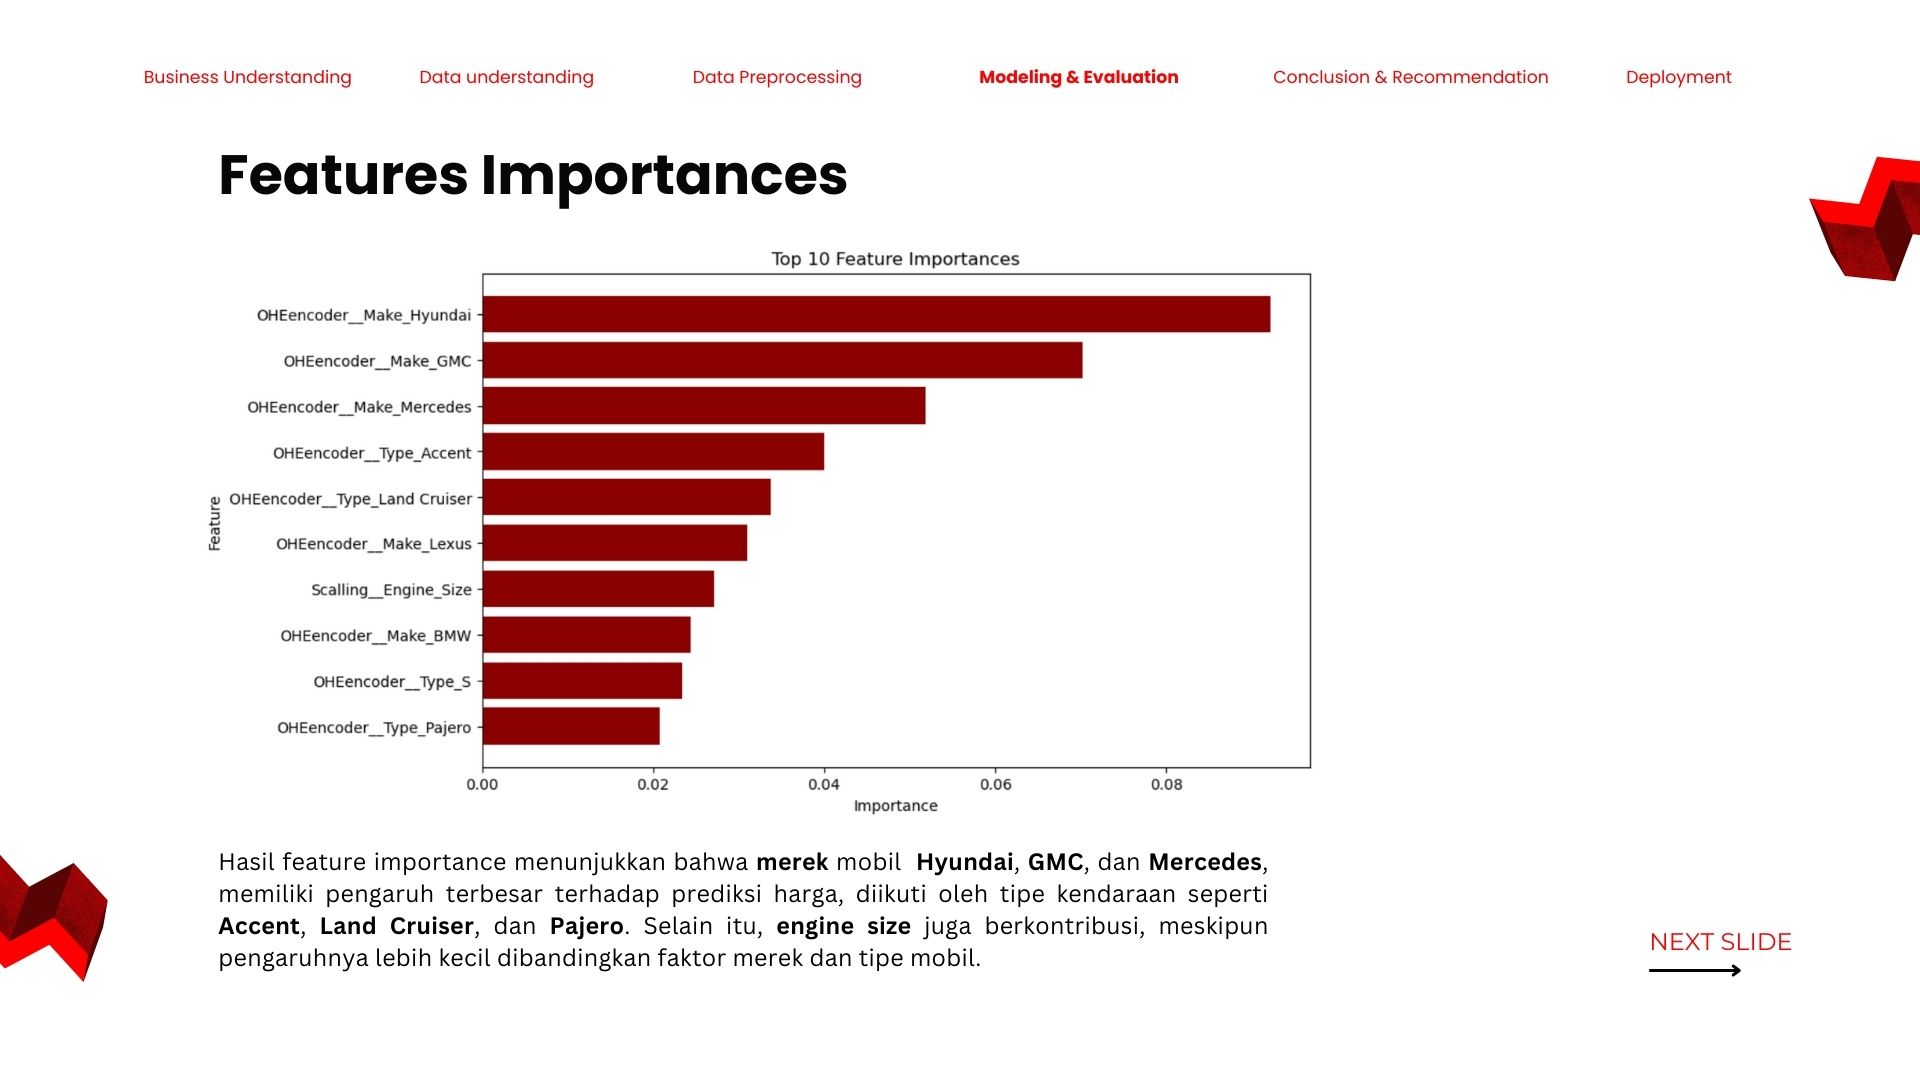 Business Understanding
Data understanding
Data Preprocessing
Modeling & Evaluation
Conclusion & Recommendation
Deployment
Features Importances
Top 10 Feature Importances
Feature
OHEencoder__Make_Hyundai
OHEencoder__Make_GMC
OHEencoder__Make_Mercedes
OHEencoder__Type_Accent
OHEencoder__Type_Land Cruiser
OHEencoder__Make_Lexus
Scalling__Engine_Size
OHEencoder__Make_BMW
OHEencoder__Type_S
OHEencoder__Type_Pajero
0.00 0.02 0.04 0.06 0.08
Importance
Hasil feature importance menunjukkan bahwa merek mobil Hyundai, GMC, dan Mercedes,
memiliki pengaruh terbesar terhadap prediksi harga, diikuti oleh tipe kendaraan seperti
Accent, Land Cruiser, dan Pajero. Selain itu, engine size juga berkontribusi, meskipun
pengaruhnya lebih kecil dibandingkan faktor merek dan tipe mobil.
NEXT SLIDE